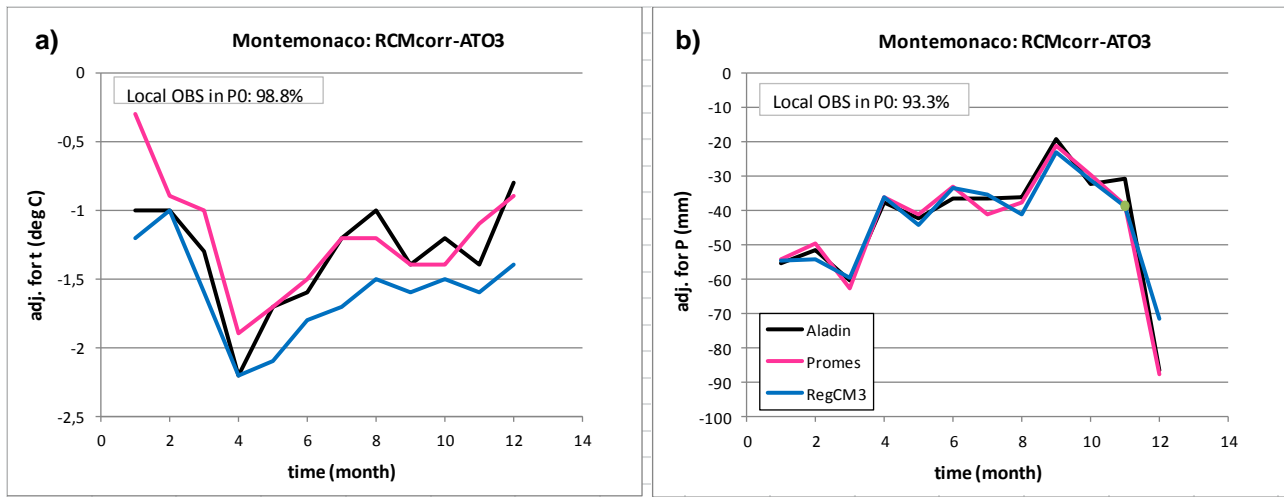 a)
Montemonaco: RCMcorr-ATO3
Local OBS in P0: 98.8%
0
-0,5
-1
-1,5
-2
-2,5
adj. for t (deg C)
0 2 4 6 8 10 12 14
time (month)
b)
Montemonaco: RCMcorr-ATO3
Local OBS in P0: 93.3%
0
-10
-20
-30
-40
-50
-60
-70
-80
-90
-100
adj. for P (mm)
Aladin
Promes
RegCM3
0 2 4 6 8 10 12 14
time (month)